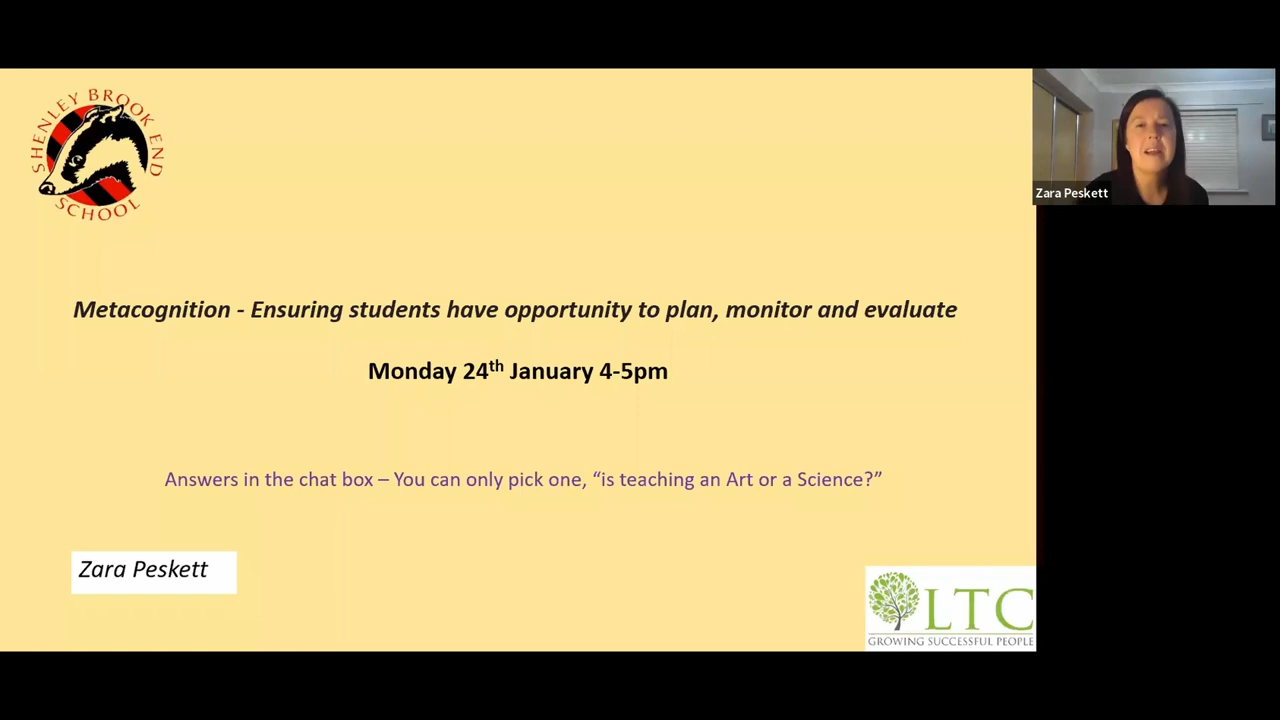 SHENLEY BROOK END
SCHOOL
Zara Peskett
Metacognition - Ensuring students have opportunity to plan, monitor and evaluate
Monday 24th January 4-5pm
Answers in the chat box – You can only pick one, “is teaching an Art or a Science?”
Zara Peskett
LTC
GROWING SUCCESSFUL PEOPLE